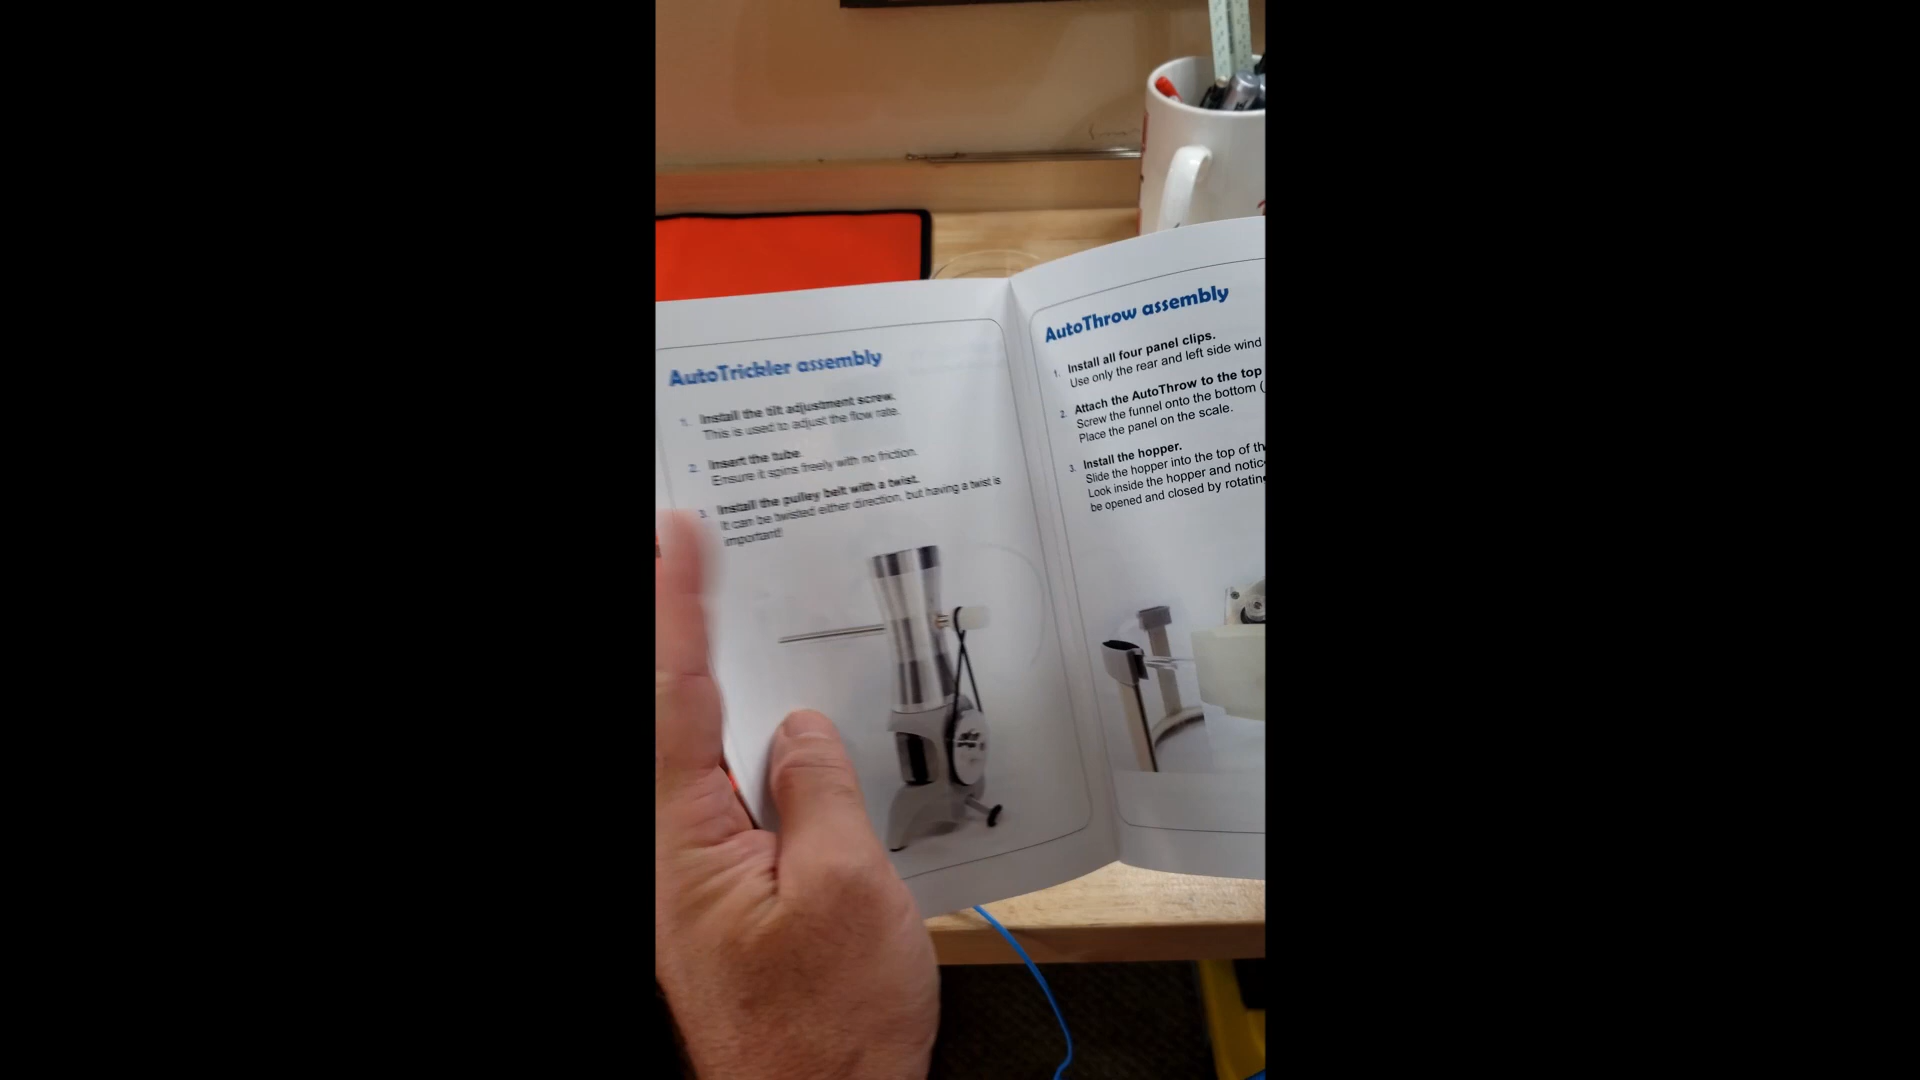 AutoTrickler assembly
1. Install the tilt adjustment screw.
This is used to adjust the flow rate.
2. Insert the tube.
Ensure it spins freely with no friction.
3. Install the pulley belt with a twist.
It can be twisted either direction, but having a twist is
important!
AutoThrow assembly
1. Install all four panel clips.
Use only the rear and left side wind
2. Attach the AutoThrow to the top
Screw the funnel onto the bottom (
Place the panel on the scale.
3. Install the hopper.
Slide the hopper into the top of th
Look inside the hopper and notic
be opened and closed by rotating